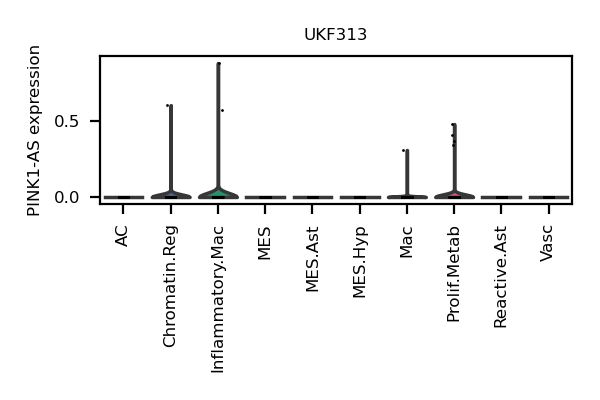 UKF313
PINK1-AS expression
0.5
0.0
AC
Chromatin.Reg
Inflammatory.Mac
MES
MES.Ast
MES.Hyp
Mac
Prolif.Metab
Reactive.Ast
Vasc